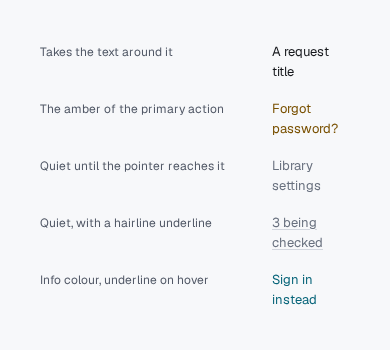 Takes the text around it
A request
title
The amber of the primary action
Forgot
password?
Quiet until the pointer reaches it
Library
settings
Quiet, with a hairline underline
3 being
checked
Info colour, underline on hover
Sign in
instead